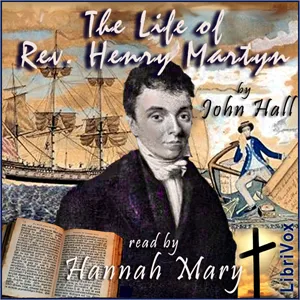 The Life of
Rev. Henry Martyn
by
John Hall
read by
Hannah Mary
LibriVox